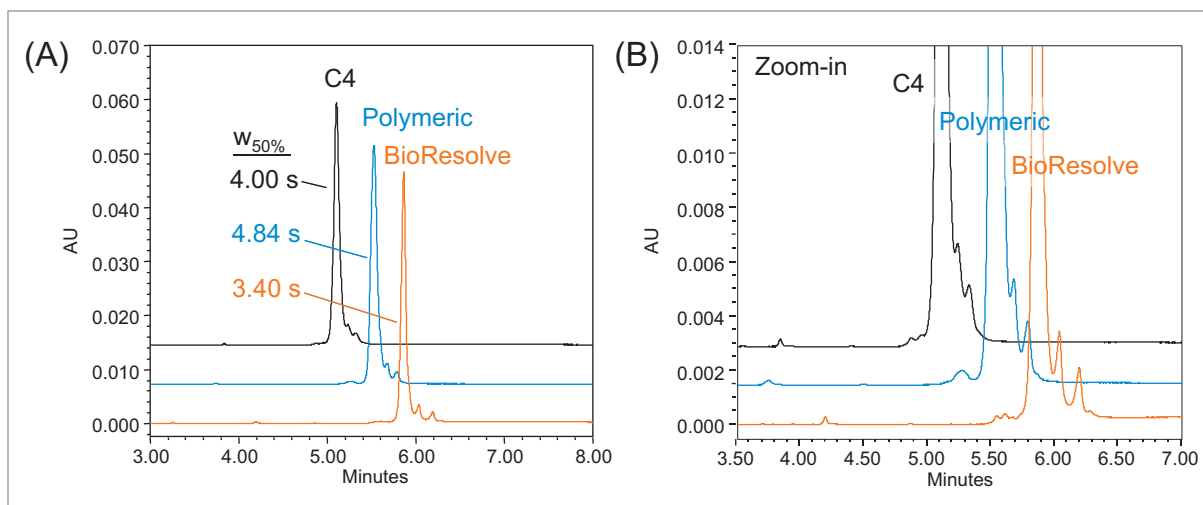 (A)
0.070
0.060
0.050
0.040
0.030
0.020
0.010
0.000
AU
C4
Polymeric
BioResolve
w50%
4.00 s
4.84 s
3.40 s
3.00 4.00 5.00 6.00 7.00 8.00
Minutes
(B)
Zoom-in
0.014
0.012
0.010
0.008
0.006
0.004
0.002
0.000
AU
C4
Polymeric
BioResolve
3.50 4.00 4.50 5.00 5.50 6.00 6.50 7.00
Minutes